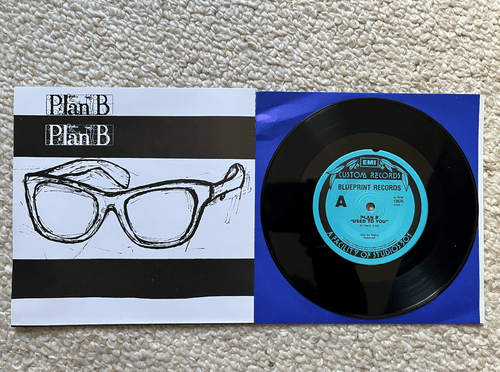 Plan B
Plan B
EMI
CUSTOM RECORDS
BLUEPRINT RECORDS
A
PLAN B
"USED TO YOU"
A FACILITY OF STUDIOS 301